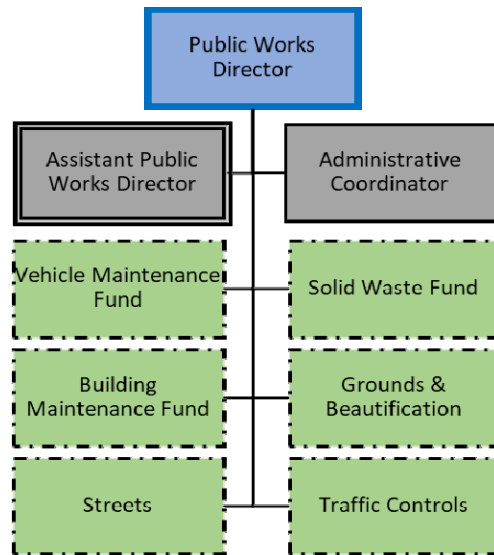 Public Works
Director
Assistant Public
Works Director
Administrative
Coordinator
Vehicle Maintenance
Fund
Solid Waste Fund
Building
Maintenance Fund
Grounds &
Beautification
Streets
Traffic Controls